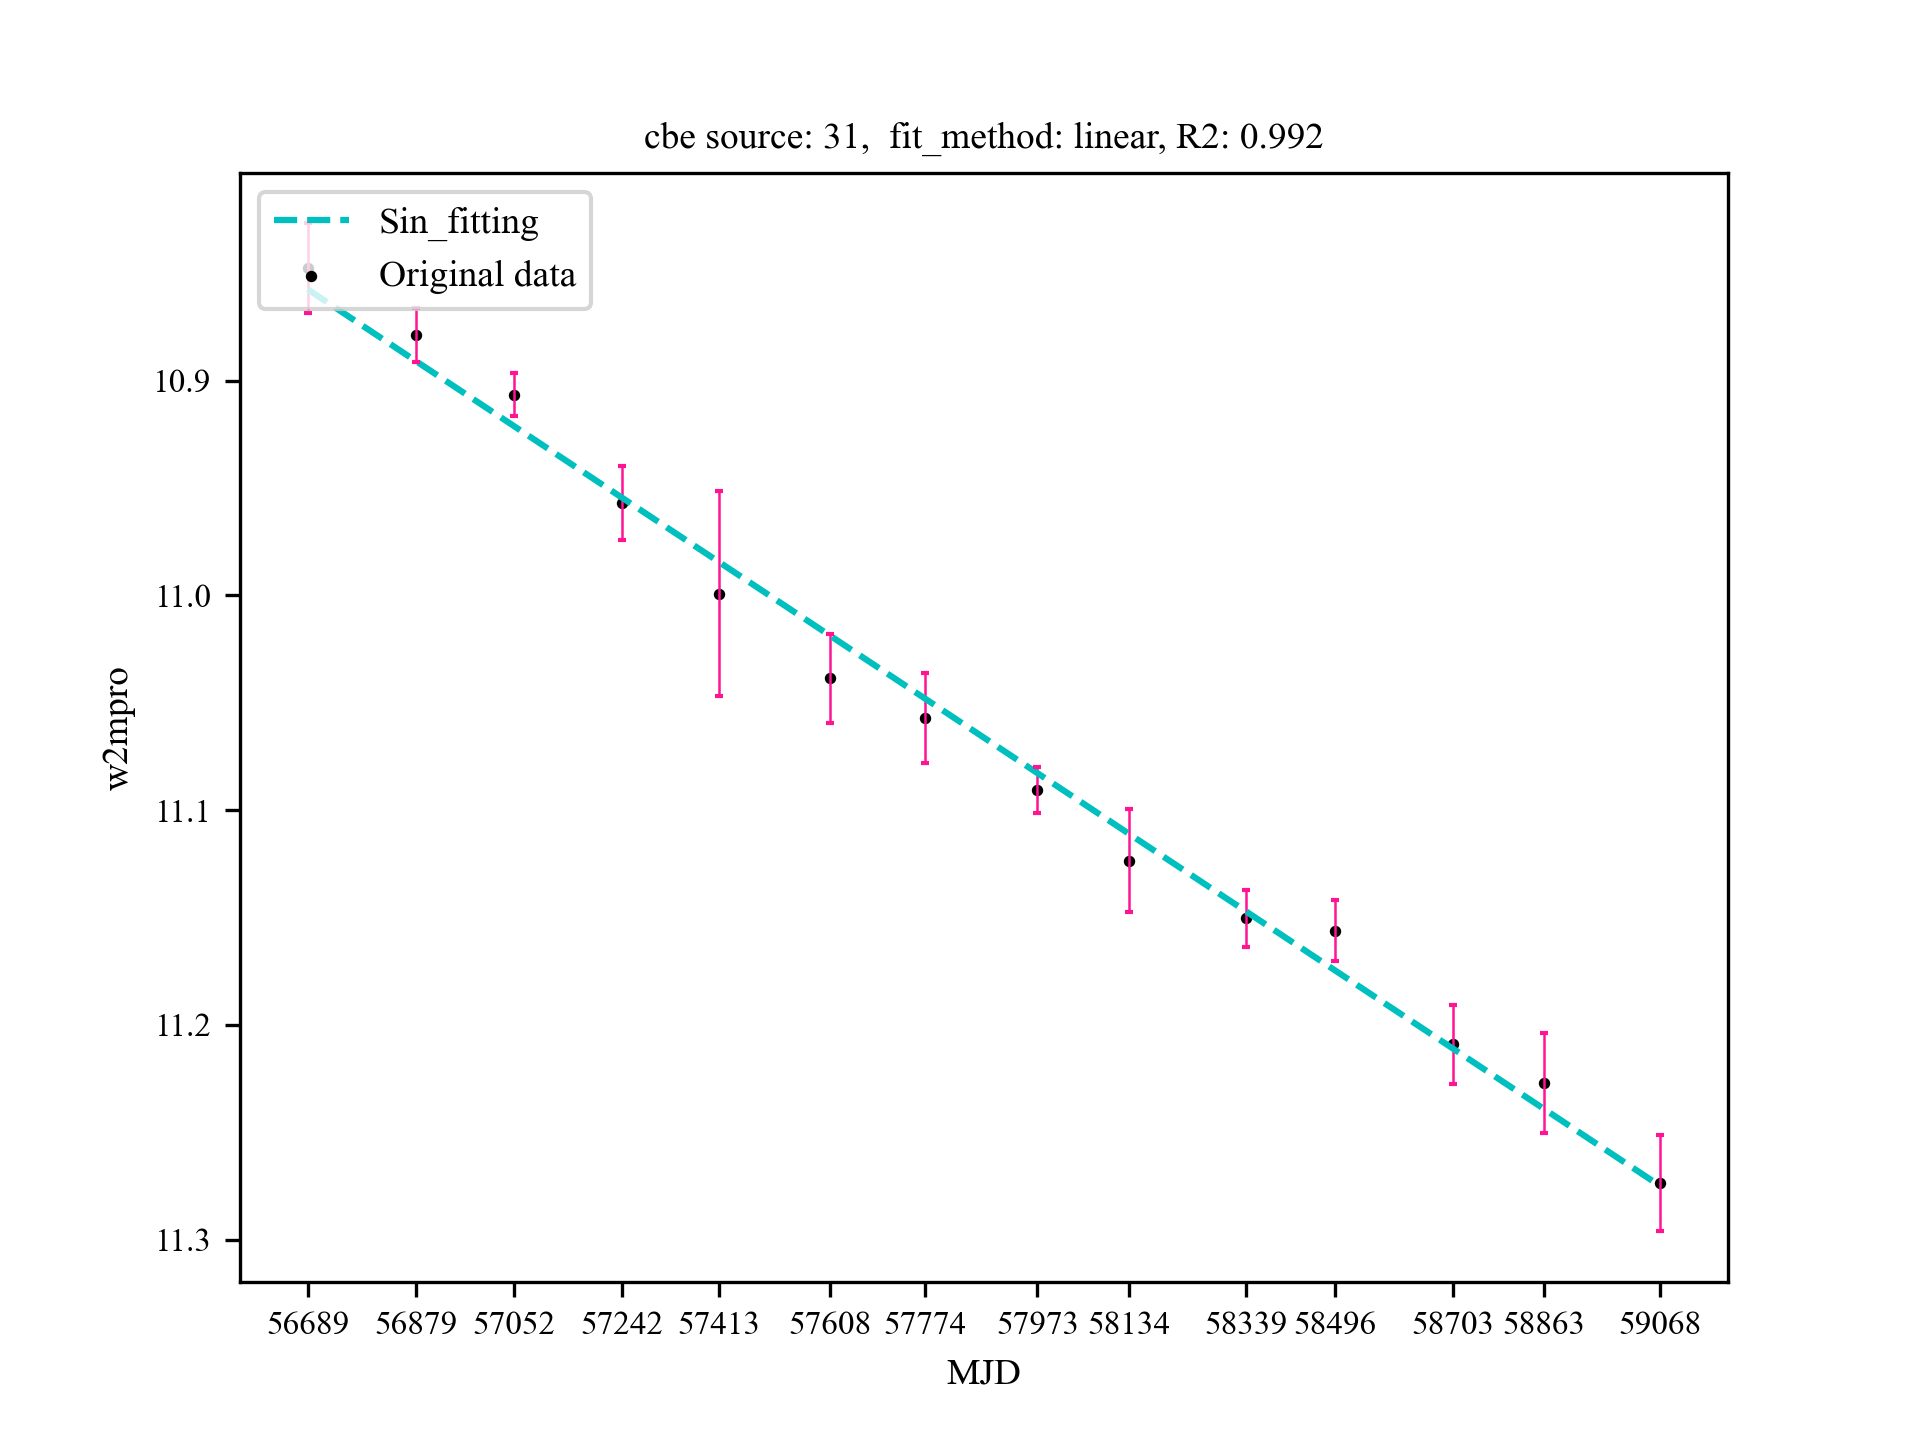 cbe source: 31,  fit_method: linear, R2: 0.992
Sin_fitting
Original data
10.9
11.0
11.1
11.2
11.3
w2mpro
56689 56879 57052 57242 57413 57608 57774 57973 58134 58339 58496 58703 58863 59068
MJD